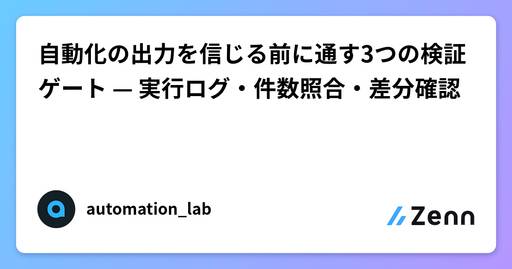 自動化の出力を信じる前に通す3つの検証
ゲート — 実行ログ・件数照合・差分確認
automation_lab
Zenn